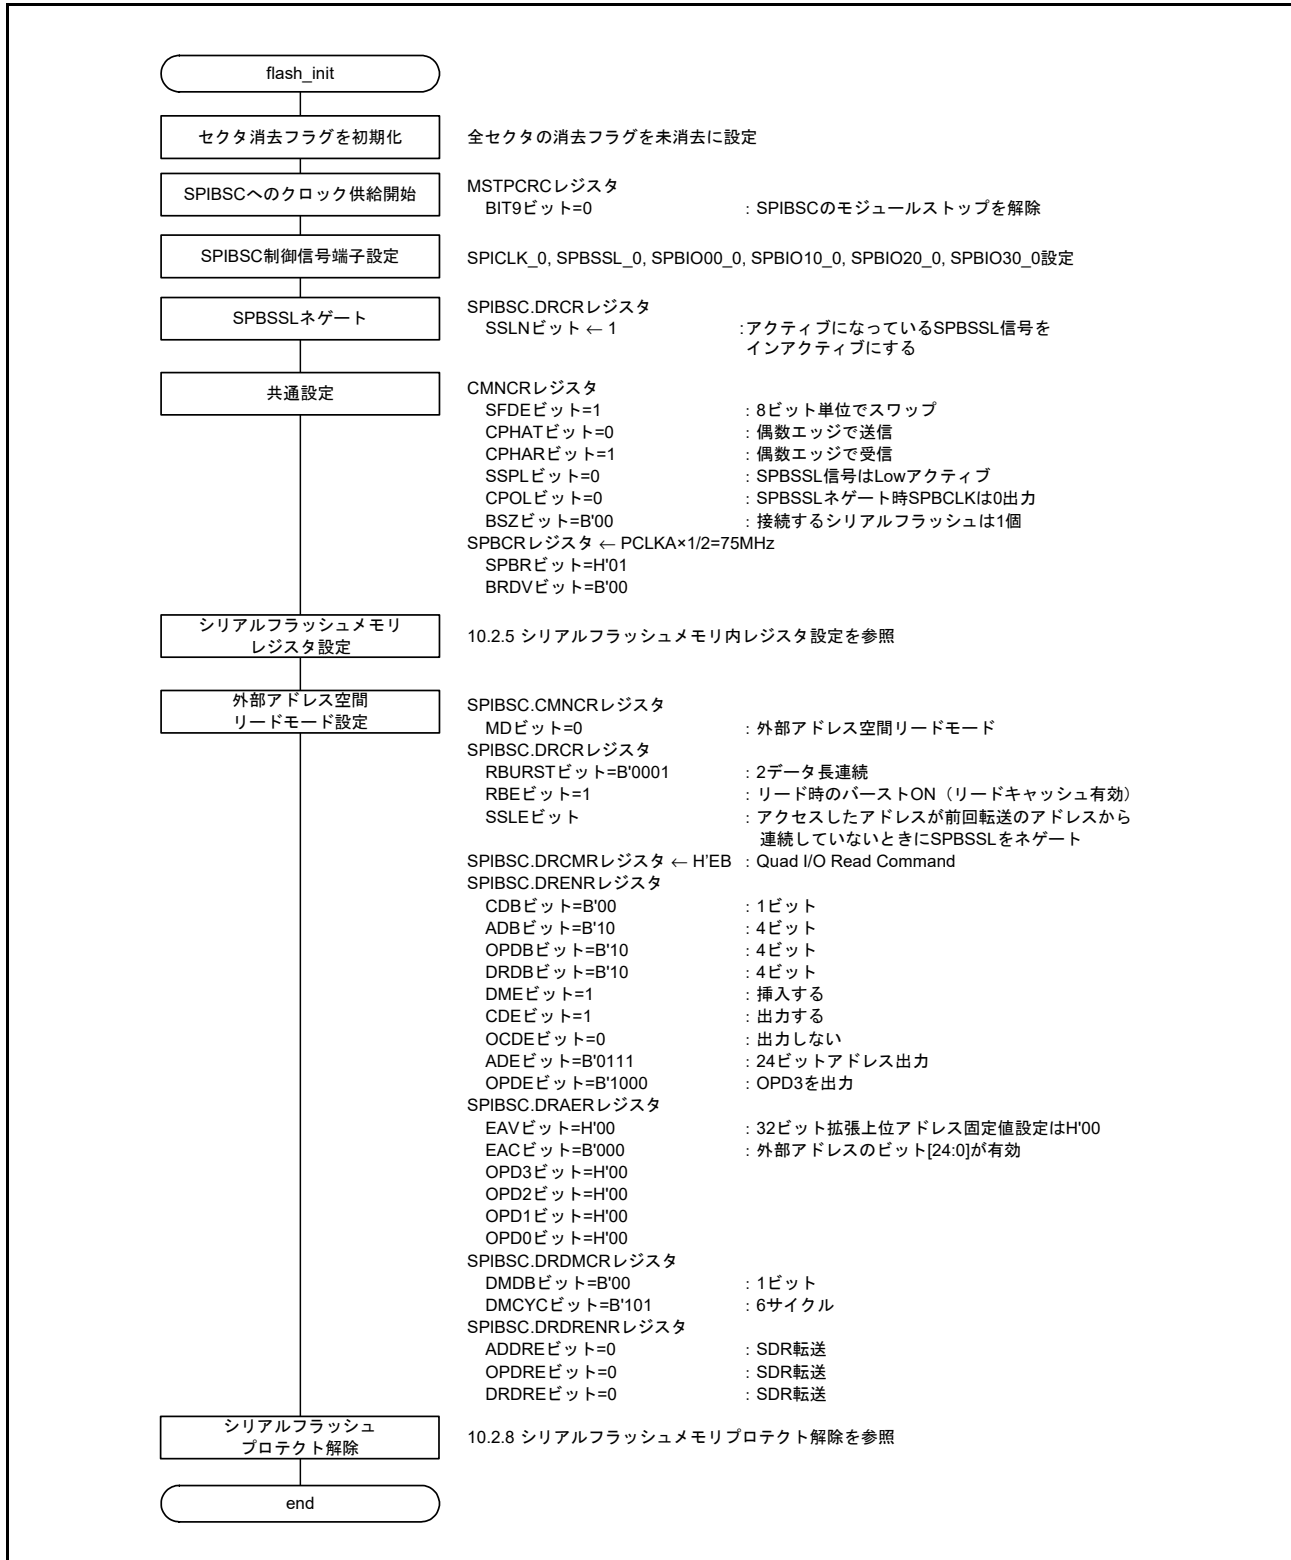 flash_init
セクタ消去フラグを初期化 全セクタの消去フラグを未消去に設定
SPIBSCへのクロック供給開始 MSTPCRCレジスタ
BIT9ビット=0 : SPIBSCのモジュールストップを解除
SPIBSC制御信号端子設定 SPICLK_0, SPBSSL_0, SPBIO00_0, SPBIO10_0, SPBIO20_0, SPBIO30_0設定
SPBSSLネゲート SPIBSC.DRCRレジスタ
SSLNビット ← 1 :アクティブになっているSPBSSL信号を
インアクティブにする
共通設定 CMNCRレジスタ
SFDEビット=1 : 8ビット単位でスワップ
CPHATビット=0 : 偶数エッジで送信
CPHARビット=1 : 偶数エッジで受信
SSPLビット=0 : SPBSSL信号はLowアクティブ
CPOLビット=0 : SPBSSLネゲート時SPBCLKは0出力
BSZビット=B'00 : 接続するシリアルフラッシュは1個
SPBCRレジスタ ← PCLKA×1/2=75MHz
SPBRビット=H'01
BRDVビット=B'00
シリアルフラッシュメモリ
レジスタ設定
10.2.5 シリアルフラッシュメモリ内レジスタ設定を参照
外部アドレス空間
リードモード設定
SPIBSC.CMNCRレジスタ
MDビット=0 : 外部アドレス空間リードモード
SPIBSC.DRCRレジスタ
RBURSTビット=B'0001 : 2データ長連続
RBEビット=1 : リード時のバーストON（リードキャッシュ有効）
SSLEビット : アクセスしたアドレスが前回転送のアドレスから
連続していないときにSPBSSLをネゲート
SPIBSC.DRCMRレジスタ ← H’EB : Quad I/O Read Command
SPIBSC.DRENRレジスタ
CDBビット=B'00 : 1ビット
ADBビット=B'10 : 4ビット
OPDBビット=B'10 : 4ビット
DRDBビット=B'10 : 4ビット
DMEビット=1 : 挿入する
CDEビット=1 : 出力する
OCDEビット=0 : 出力しない
ADEビット=B'0111 : 24ビットアドレス出力
OPDEビット=B'1000 : OPD3を出力
SPIBSC.DRAERレジスタ
EAVビット=H'00 : 32ビット拡張上位アドレス固定値設定はH'00
EACビット=B'000 : 外部アドレスのビット[24:0]が有効
OPD3ビット=H'00
OPD2ビット=H'00
OPD1ビット=H'00
OPD0ビット=H'00
SPIBSC.DRDMCRレジスタ
DMDBビット=B'00 : 1ビット
DMCYCビット=B'101 : 6サイクル
SPIBSC.DRDRENRレジスタ
ADDREビット=0 : SDR転送
OPDREビット=0 : SDR転送
DRDREビット=0 : SDR転送
シリアルフラッシュ
プロテクト解除
10.2.8 シリアルフラッシュメモリプロテクト解除を参照
end